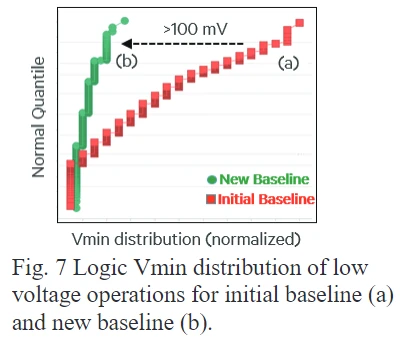 >100 mV
(b)
(a)
Normal Quantile
New Baseline
Initial Baseline
Vmin distribution (normalized)
Fig. 7 Logic Vmin distribution of low
voltage operations for initial baseline (a)
and new baseline (b).